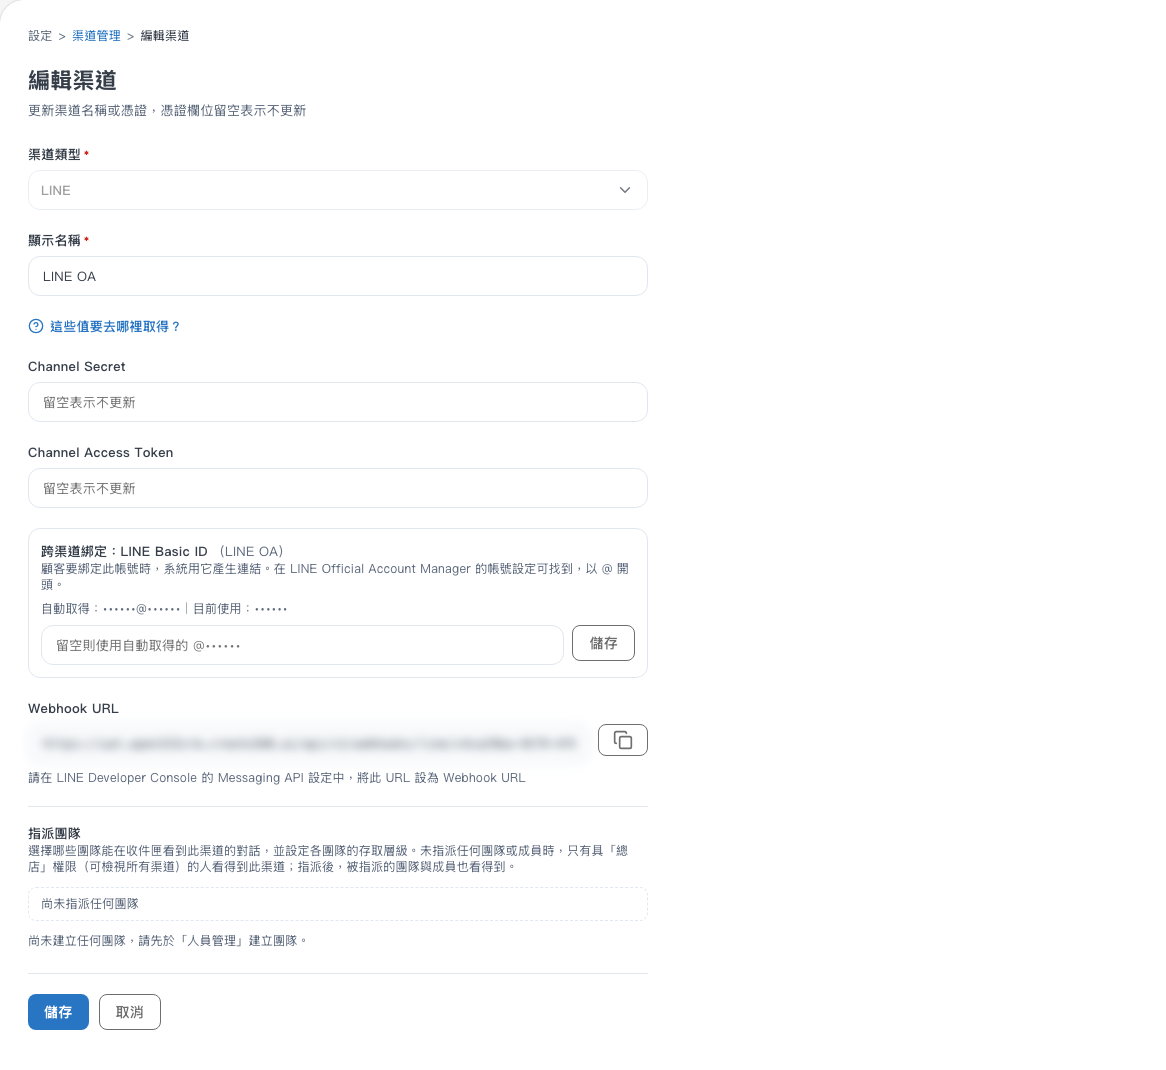 設定 > 渠道管理 > 編輯渠道
編輯渠道
更新渠道名稱或憑證，憑證欄位留空表示不更新
渠道類型 *
LINE
顯示名稱 *
LINE OA
這些值要去哪裡取得？
Channel Secret
留空表示不更新
Channel Access Token
留空表示不更新
跨渠道綁定：LINE Basic ID （LINE OA）
顧客要綁定此帳號時，系統用它產生連結。在 LINE Official Account Manager 的帳號設定可找到，以 @ 開
頭。
自動取得：••••••@••••••｜目前使用：••••••
留空則使用自動取得的 @••••••
儲存
Webhook URL
請在 LINE Developer Console 的 Messaging API 設定中，將此 URL 設為 Webhook URL
指派團隊
選擇哪些團隊能在收件匣看到此渠道的對話，並設定各團隊的存取層級。未指派任何團隊或成員時，只有具「總
店」權限（可檢視所有渠道）的人看得到此渠道；指派後，被指派的團隊與成員也看得到。
尚未指派任何團隊
尚未建立任何團隊，請先於「人員管理」建立團隊。
儲存
取消